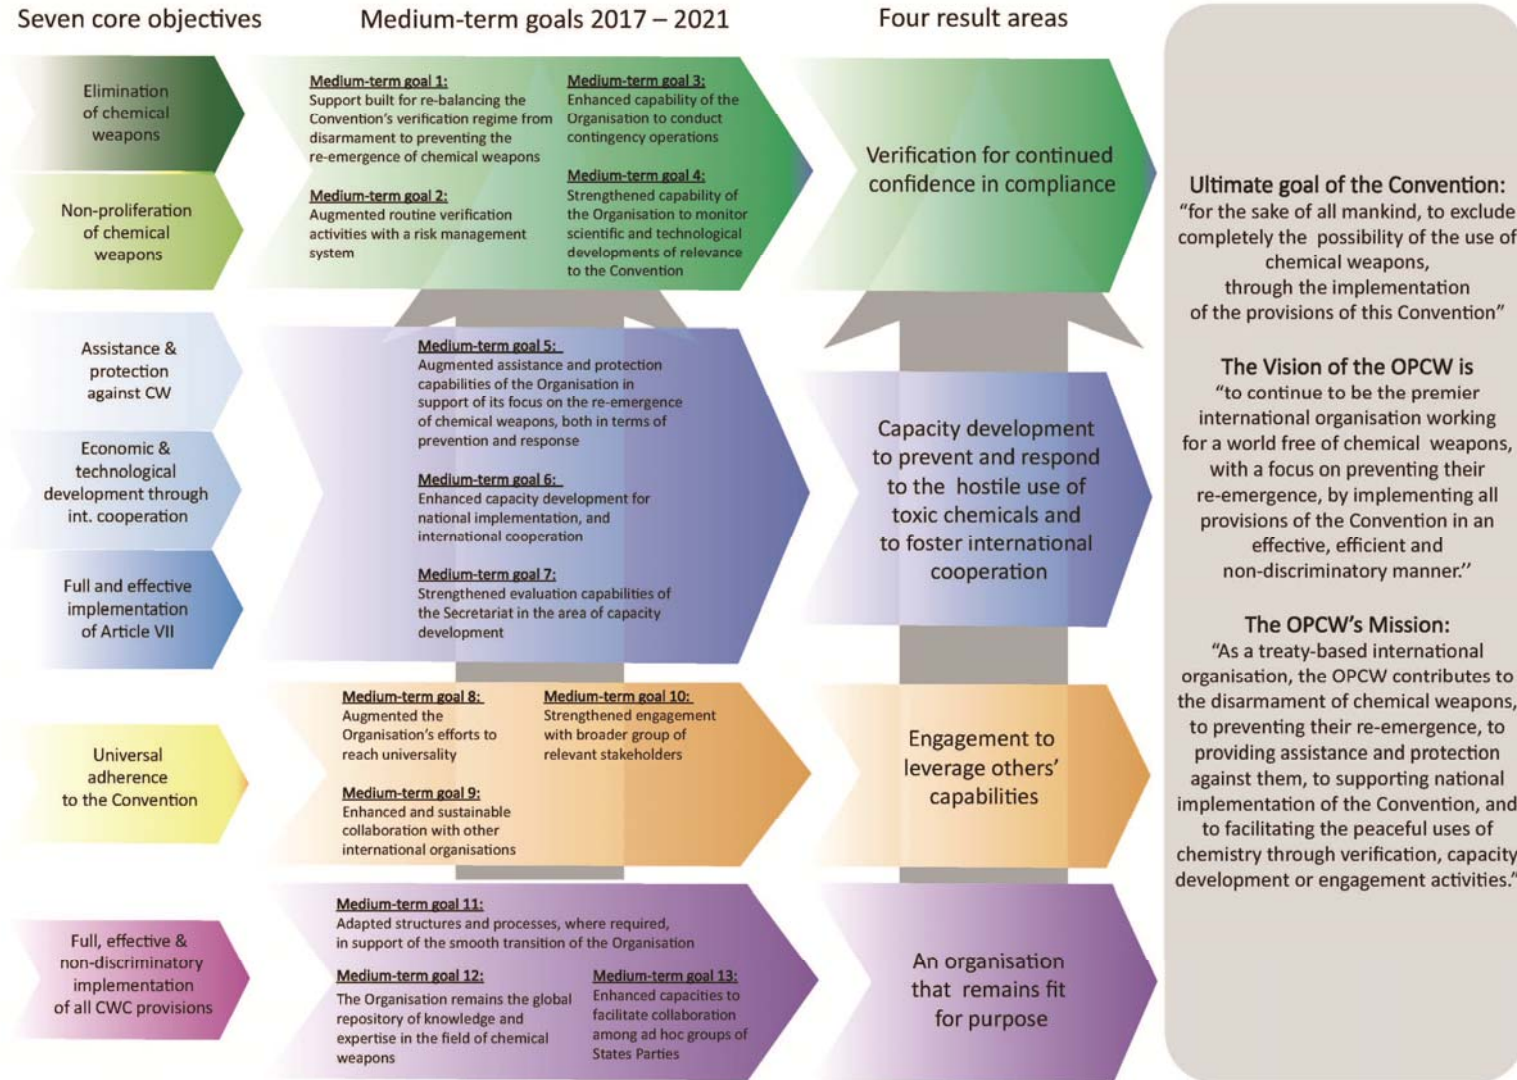 Seven core objectives
Medium-term goals 2017 – 2021
Four result areas
Elimination
of chemical
weapons
Non-proliferation
of chemical
weapons
Medium-term goal 1:
Support built for re-balancing the
Convention's verification regime from
disarmament to preventing the
re-emergence of chemical weapons
Medium-term goal 2:
Augmented routine verification
activities with a risk management
system
Medium-term goal 3:
Enhanced capability of the
Organisation to conduct
contingency operations
Medium-term goal 4:
Strengthened capability of
the Organisation to monitor
scientific and technological
developments of relevance
to the Convention
Verification for continued
confidence in compliance
Assistance &
protection
against CW
Economic &
technological
development through
int. cooperation
Full and effective
implementation
of Article VII
Medium-term goal 5:
Augmented assistance and protection
capabilities of the Organisation in
support of its focus on the re-emergence
of chemical weapons, both in terms of
prevention and response
Medium-term goal 6:
Enhanced capacity development for
national implementation, and
international cooperation
Medium-term goal 7:
Strengthened evaluation capabilities of
the Secretariat in the area of capacity
development
Capacity development
to prevent and respond
to the hostile use of
toxic chemicals and
to foster international
cooperation
Universal
adherence
to the Convention
Medium-term goal 8:
Augmented the
Organisation's efforts to
reach universality
Medium-term goal 9:
Enhanced and sustainable
collaboration with other
international organisations
Medium-term goal 10:
Strengthened engagement
with broader group of
relevant stakeholders
Engagement to
leverage others'
capabilities
Full, effective &
non-discriminatory
implementation
of all CWC provisions
Medium-term goal 11:
Adapted structures and processes, where required,
in support of the smooth transition of the Organisation
Medium-term goal 12:
The Organisation remains the global
repository of knowledge and
expertise in the field of chemical
weapons
Medium-term goal 13:
Enhanced capacities to
facilitate collaboration
among ad hoc groups of
States Parties
An organisation
that remains fit
for purpose
Ultimate goal of the Convention:
"for the sake of all mankind, to exclude
completely the possibility of the use of
chemical weapons,
through the implementation
of the provisions of this Convention"
The Vision of the OPCW is
"to continue to be the premier
international organisation working
for a world free of chemical weapons,
with a focus on preventing their
re-emergence, by implementing all
provisions of the Convention in an
effective, efficient and
non-discriminatory manner."
The OPCW's Mission:
"As a treaty-based international
organisation, the OPCW contributes to
the disarmament of chemical weapons,
to preventing their re-emergence, to
providing assistance and protection
against them, to supporting national
implementation of the Convention, and
to facilitating the peaceful uses of
chemistry through verification, capacity
development or engagement activities."